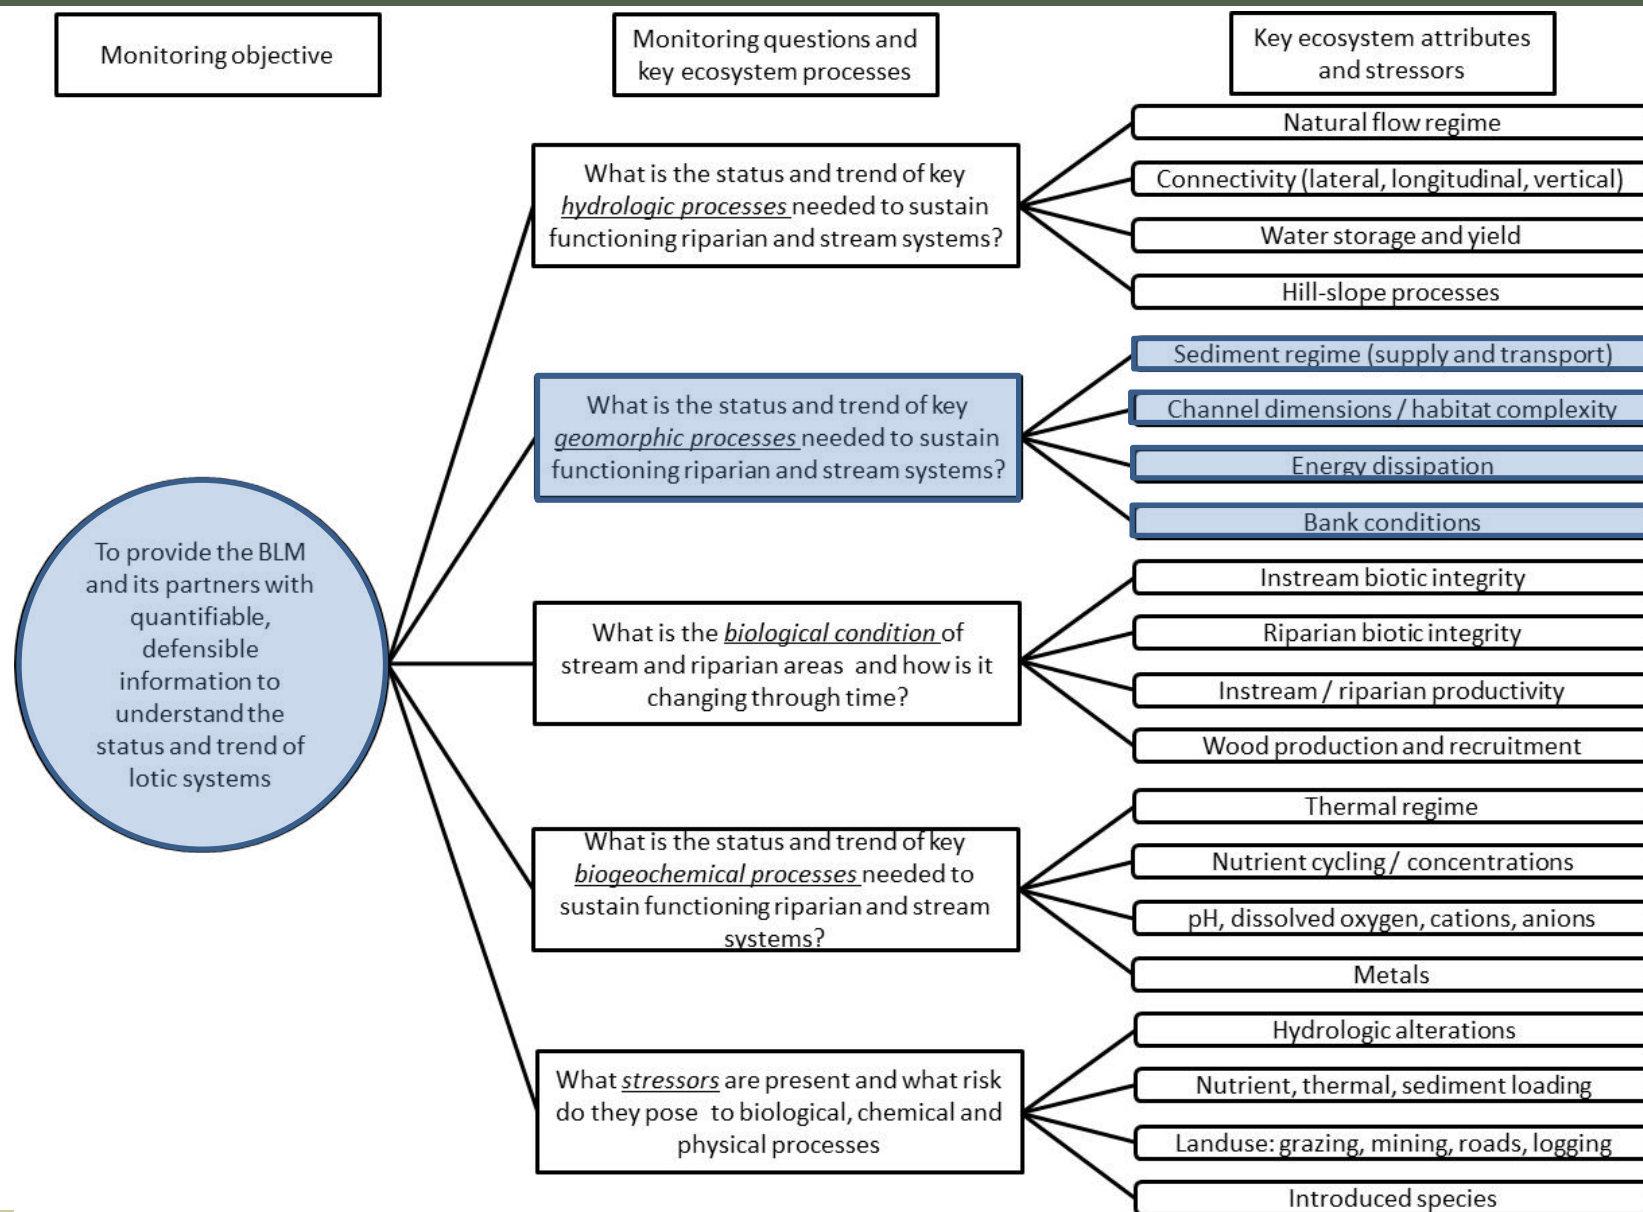 Monitoring objective
Monitoring questions and
key ecosystem processes
Key ecosystem attributes
and stressors
To provide the BLM
and its partners with
quantifiable,
defensible
information to
understand the
status and trend of
lotic systems
What is the status and trend of key
hydrologic processes needed to sustain
functioning riparian and stream systems?
Natural flow regime
Connectivity (lateral, longitudinal, vertical)
Water storage and yield
Hill-slope processes
What is the status and trend of key
geomorphic processes needed to sustain
functioning riparian and stream systems?
Sediment regime (supply and transport)
Channel dimensions / habitat complexity
Energy dissipation
Bank conditions
What is the biological condition of
stream and riparian areas and how is it
changing through time?
Instream biotic integrity
Riparian biotic integrity
Instream / riparian productivity
Wood production and recruitment
What is the status and trend of key
biogeochemical processes needed to
sustain functioning riparian and stream
systems?
Thermal regime
Nutrient cycling / concentrations
pH, dissolved oxygen, cations, anions
Metals
What stressors are present and what risk
do they pose to biological, chemical and
physical processes
Hydrologic alterations
Nutrient, thermal, sediment loading
Landuse: grazing, mining, roads, logging
Introduced species